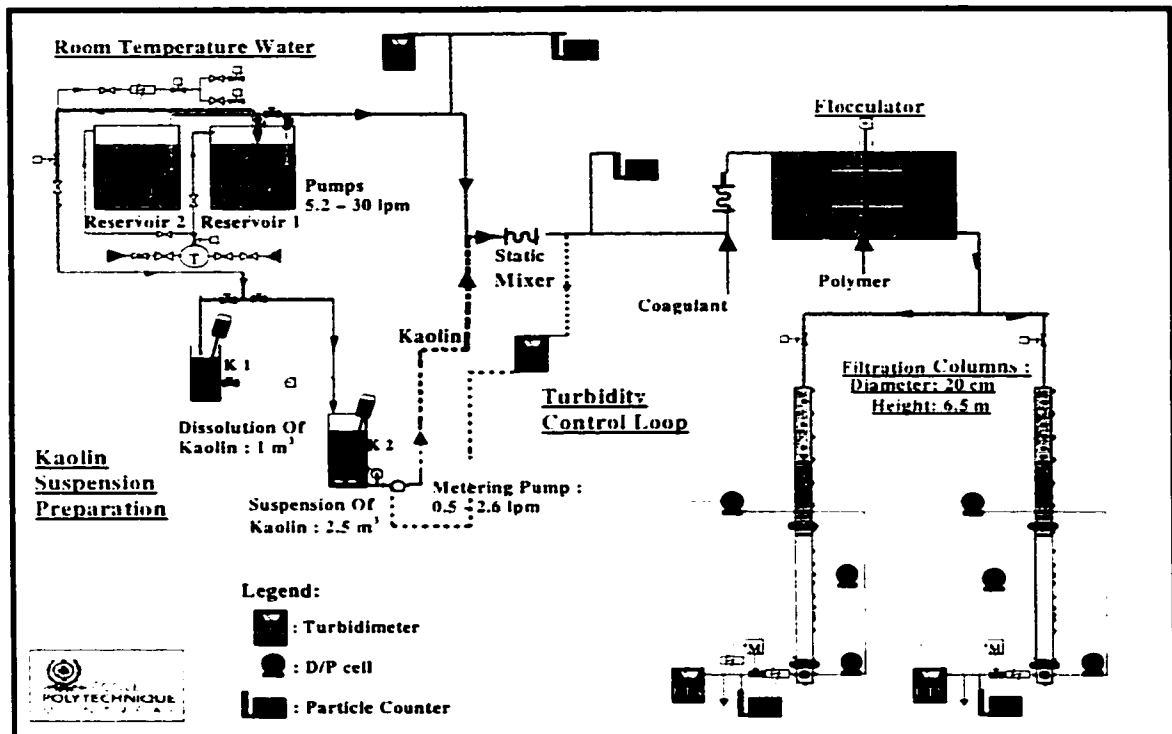 Room Temperature Water
Flocculator
Pumps
5.2 – 30 lpm
Reservoir 2
Reservoir 1
T
Static
Mixer
Coagulant
Polymer
Kaolin
K 1
Filtration Columns :
Diameter: 20 cm
Height: 6.5 m
Turbidity
Control Loop
Dissolution Of
Kaolin : 1 m³
K 2
Kaolin
Suspension
Preparation
Suspension Of
Kaolin : 2.5 m³
Metering Pump :
0.5 – 2.6 lpm
Legend:
: Turbidimeter
: D/P cell
: Particle Counter
M
M
POLYTECHNIQUE